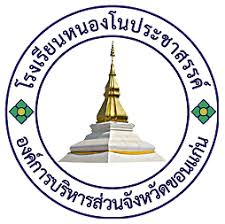 โรงเรียนหนองโนประชาสรรค์
องค์การบริหารส่วนจังหวัดขอนแก่น